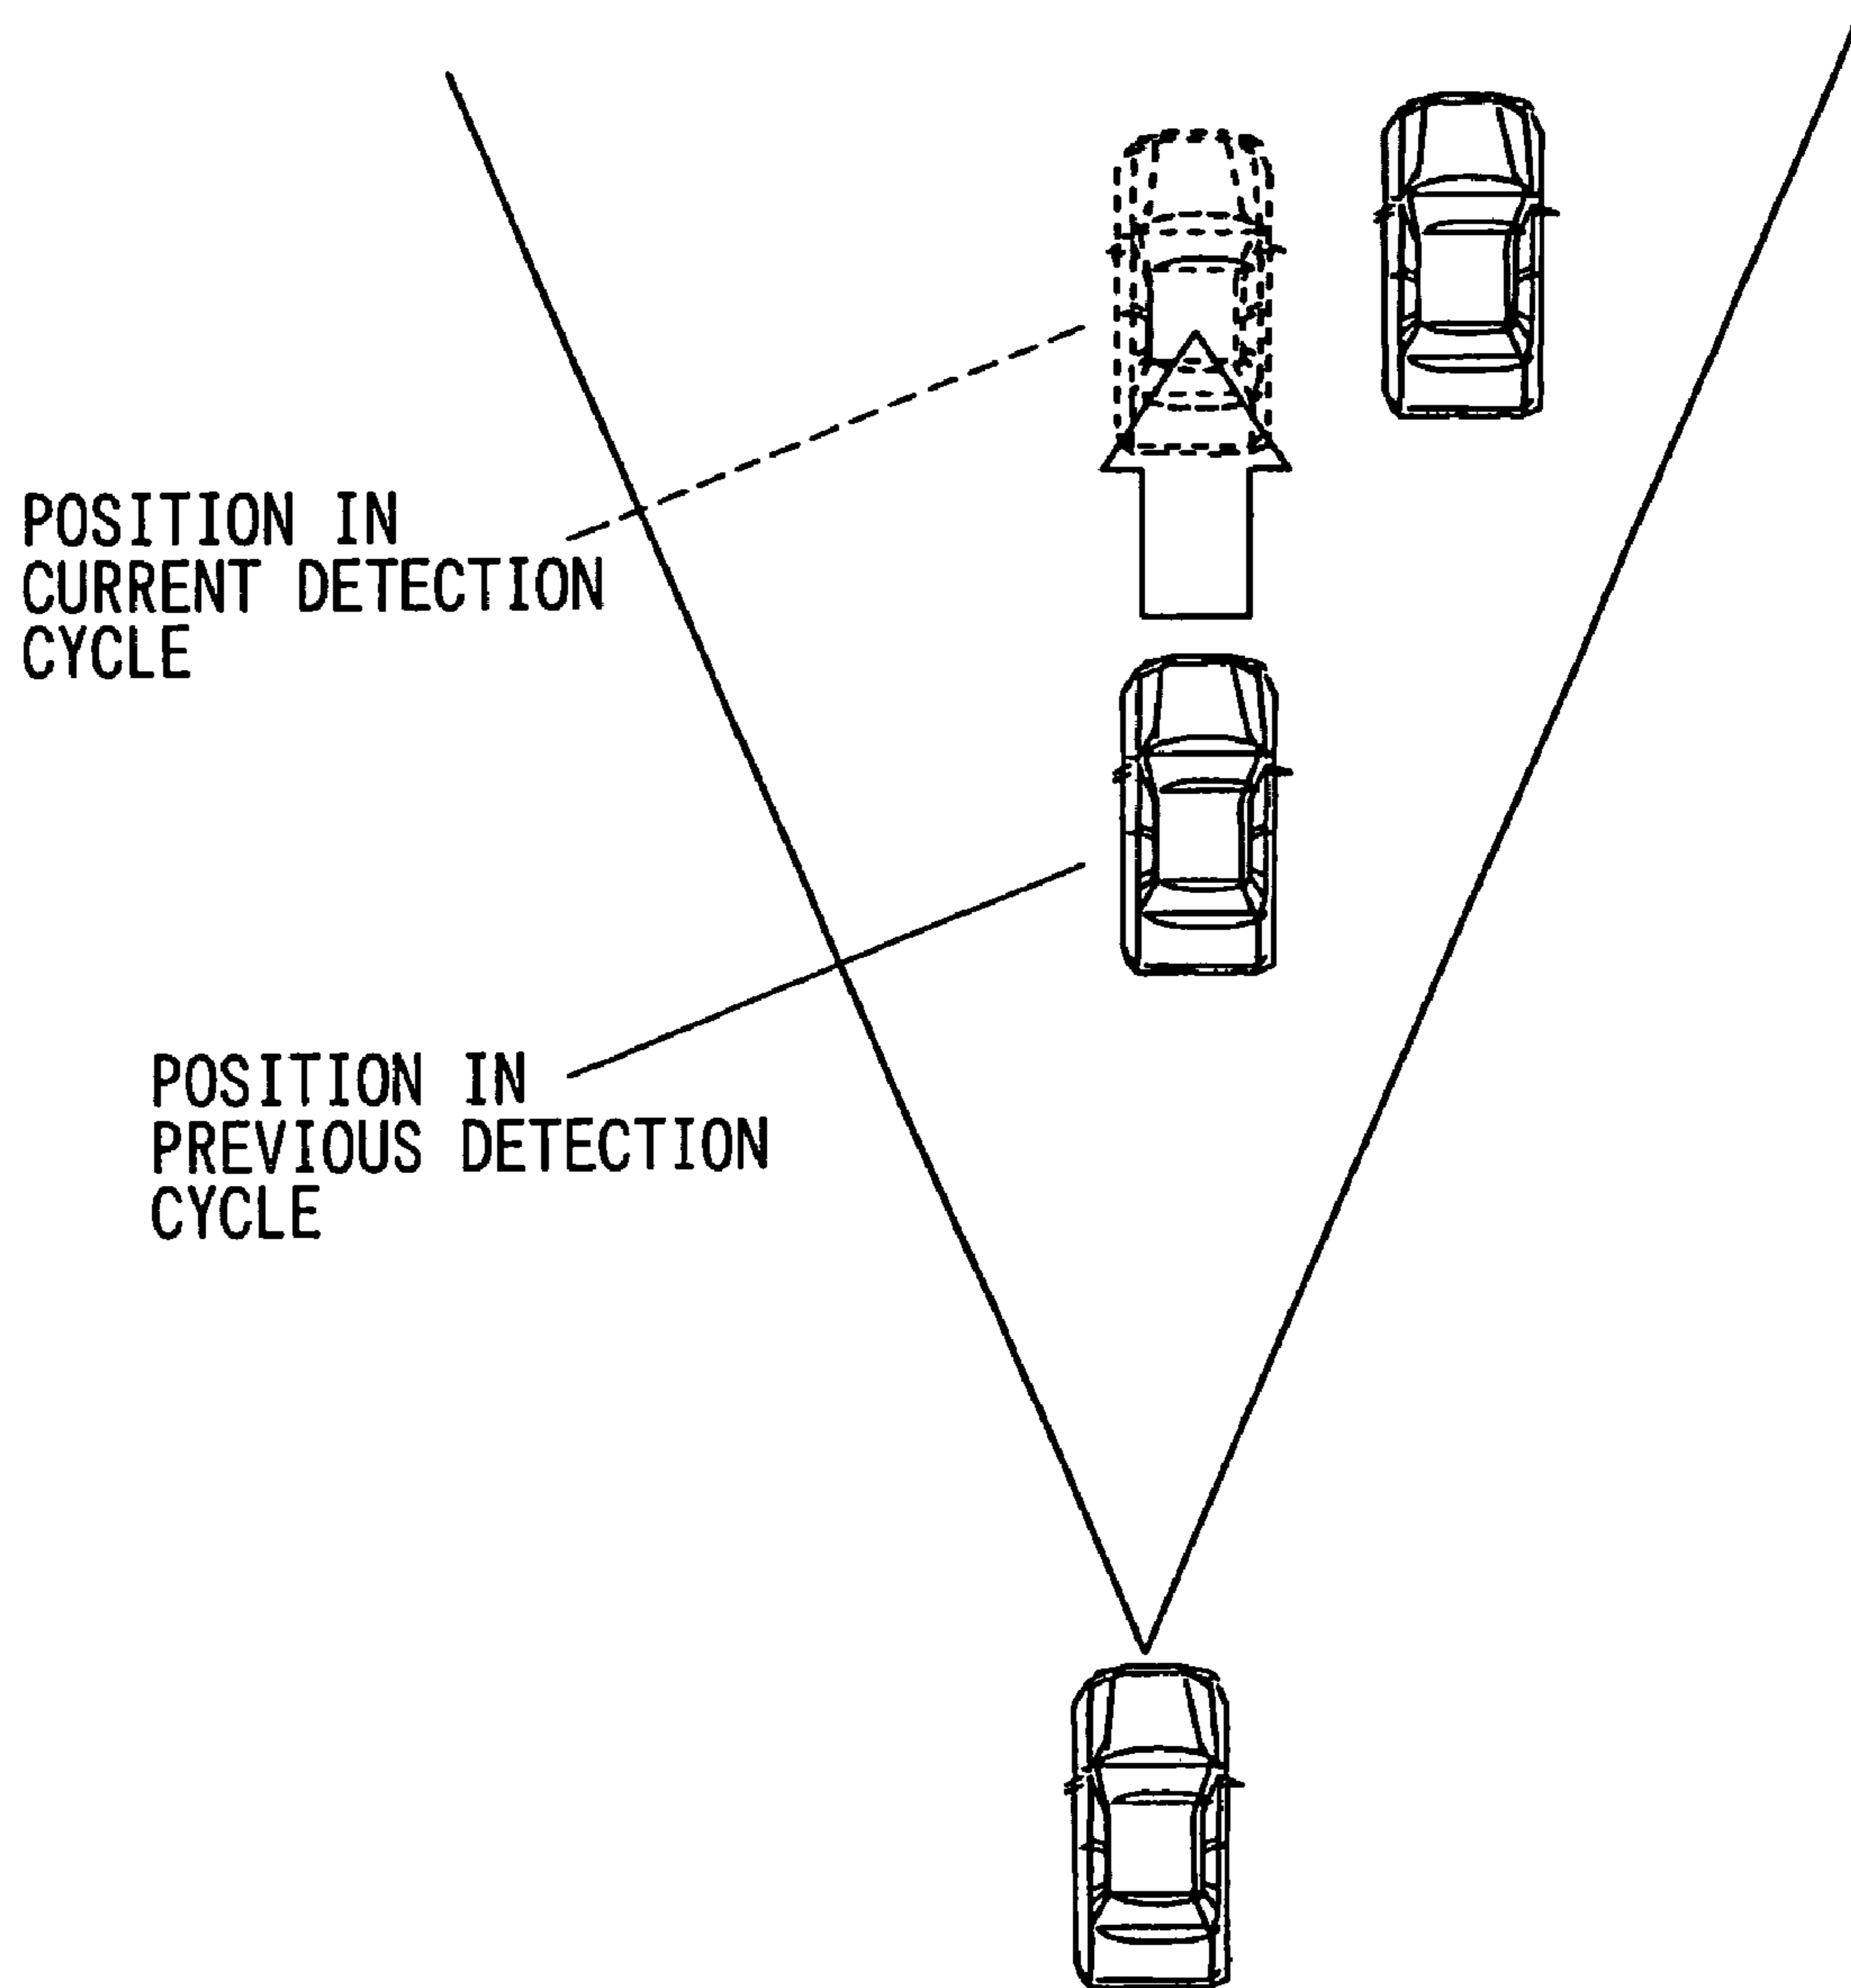 POSITION IN
CURRENT DETECTION
CYCLE
POSITION IN
PREVIOUS DETECTION
CYCLE